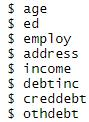 $ age
$ ed
$ employ
$ address
$ income
$ debtinc
$ creddebt
$ othdebt